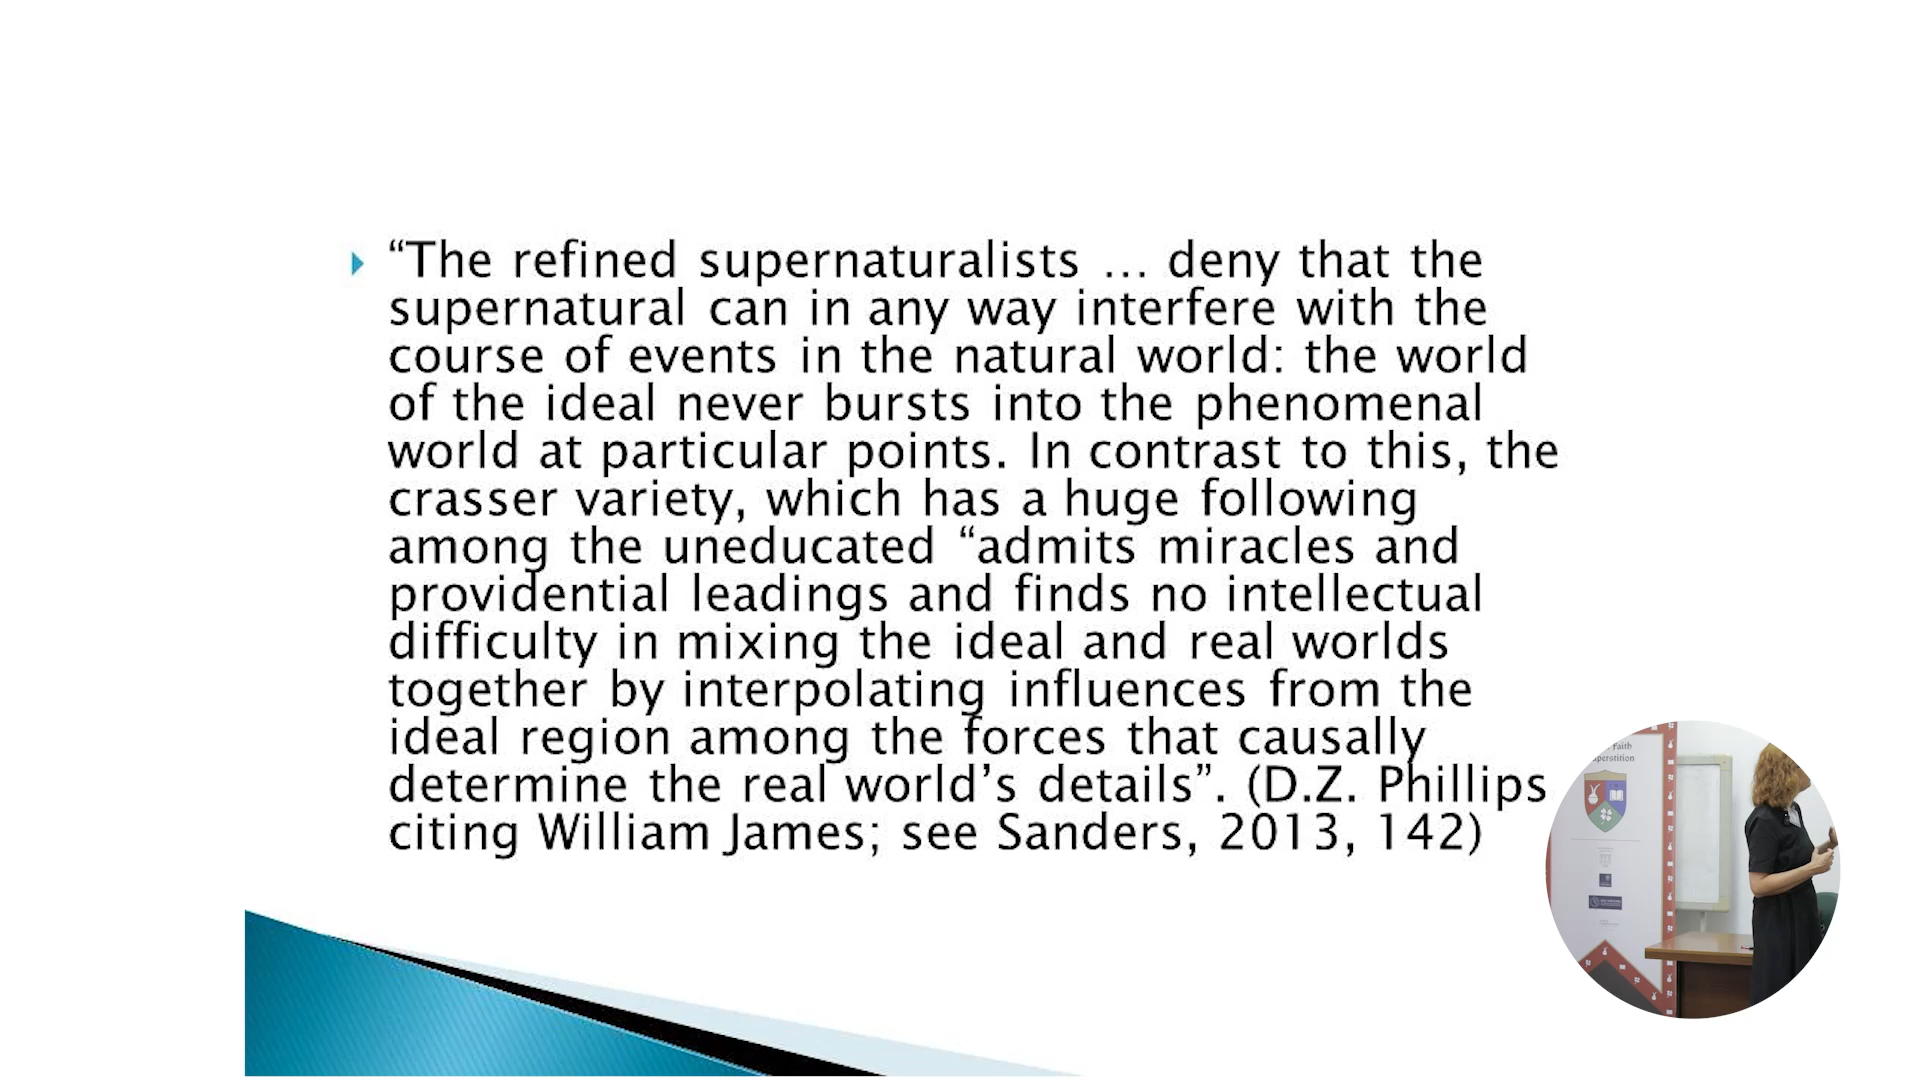 “The refined supernaturalists … deny that the
supernatural can in any way interfere with the
course of events in the natural world: the world
of the ideal never bursts into the phenomenal
world at particular points. In contrast to this, the
crasser variety, which has a huge following
among the uneducated “admits miracles and
providential leadings and finds no intellectual
difficulty in mixing the ideal and real worlds
together by interpolating influences from the
ideal region among the forces that causally
determine the real world’s details”. (D.Z. Phillips
citing William James; see Sanders, 2013, 142)
Faith